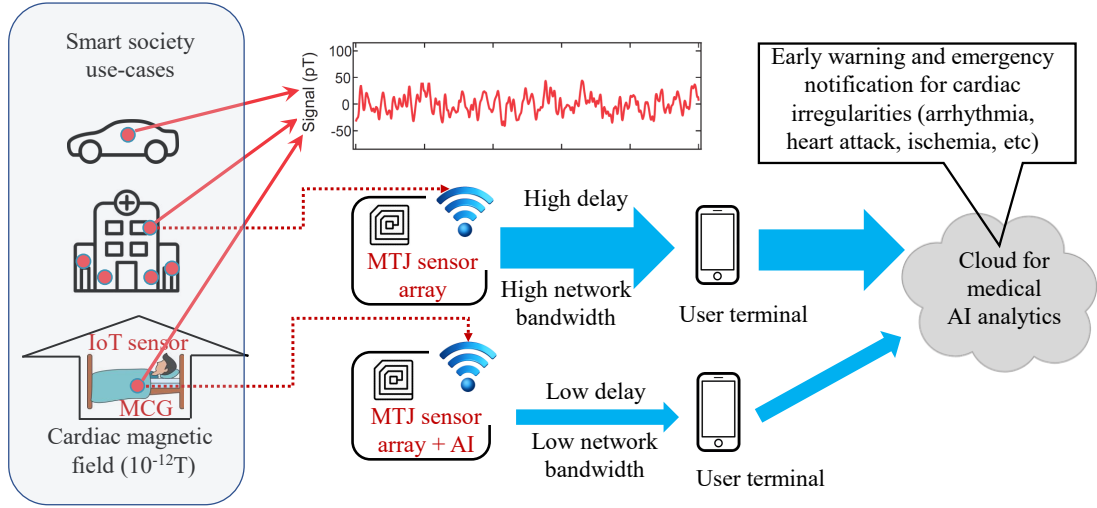 Smart society
use-cases
IoT sensor
MCG
Cardiac magnetic
field (10⁻¹²T)
Signal (pT)
100
50
0
-50
MTJ sensor
array
High delay
High network
bandwidth
User terminal
MTJ sensor
array + AI
Low delay
Low network
bandwidth
User terminal
Early warning and emergency
notification for cardiac
irregularities (arrhythmia,
heart attack, ischemia, etc)
Cloud for
medical
AI analytics